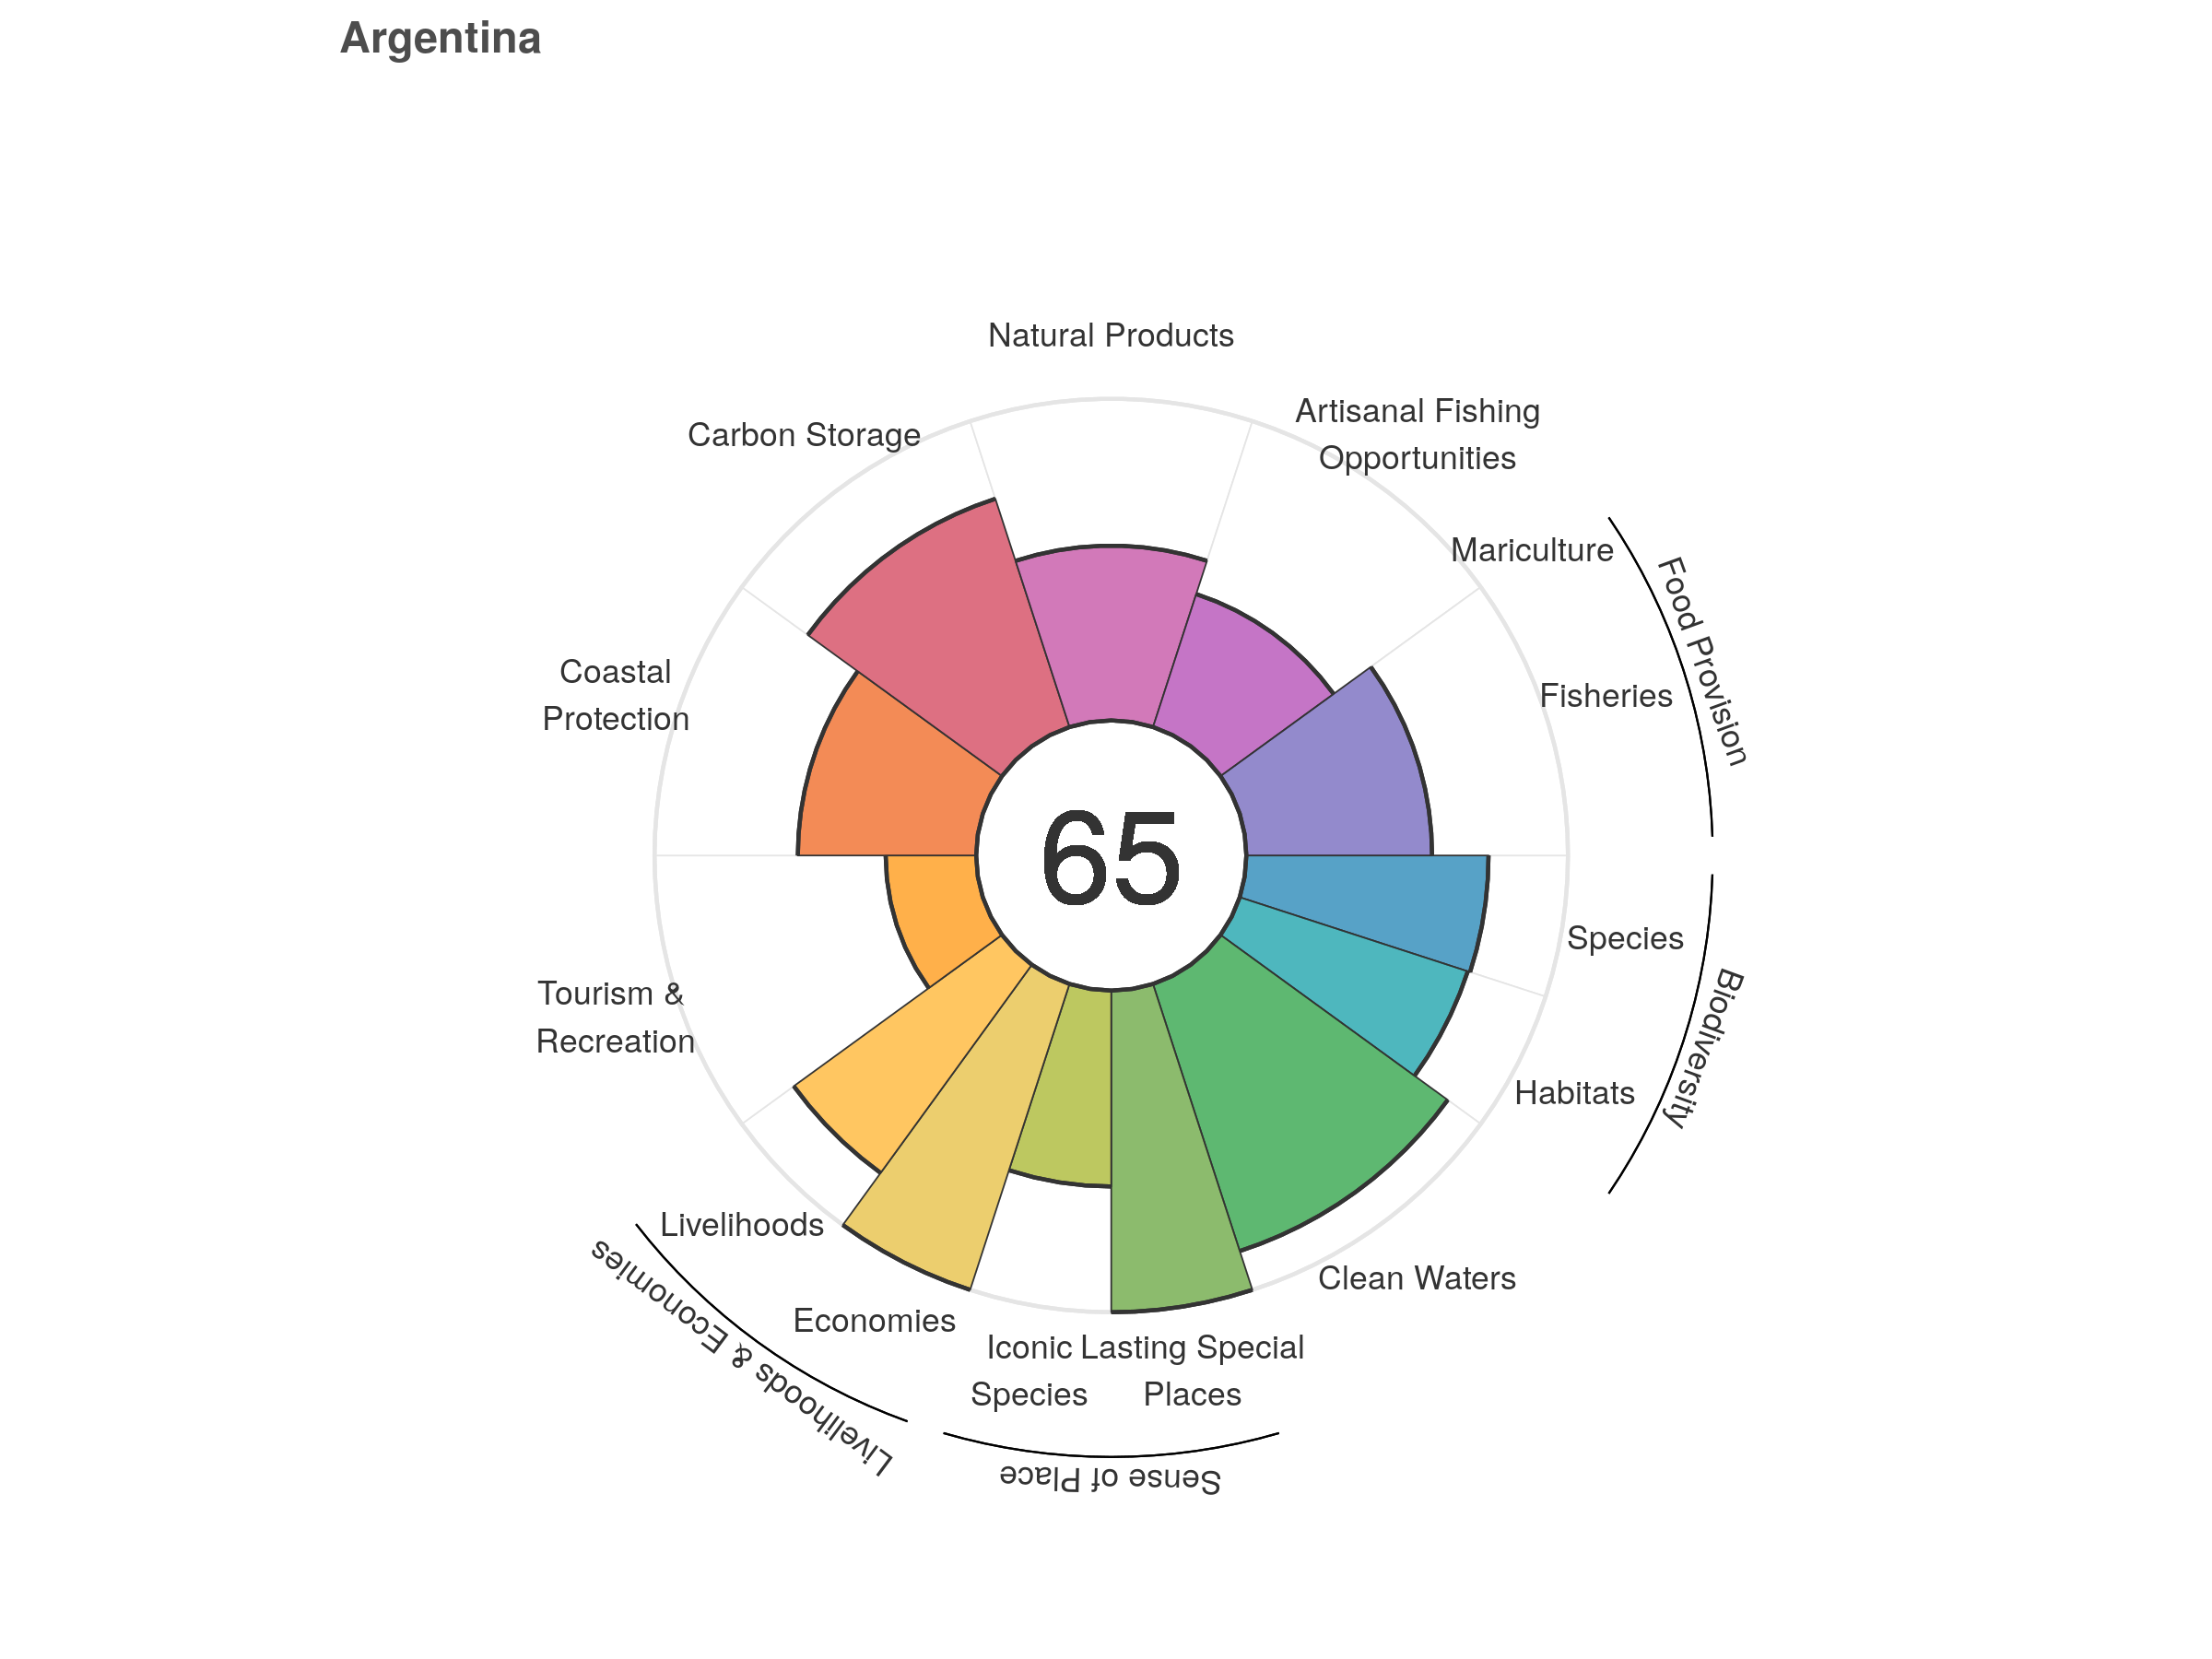 Argentina
Natural Products
Artisanal Fishing
Opportunities
Carbon Storage
Mariculture
Food Provision
Fisheries
Coastal
Protection
Species
Biodiversity
Tourism &
Recreation
Habitats
Livelihoods
Clean Waters
Economies
Livelihoods & Economies
Iconic
Species
Lasting Special
Places
Sense of Place
65